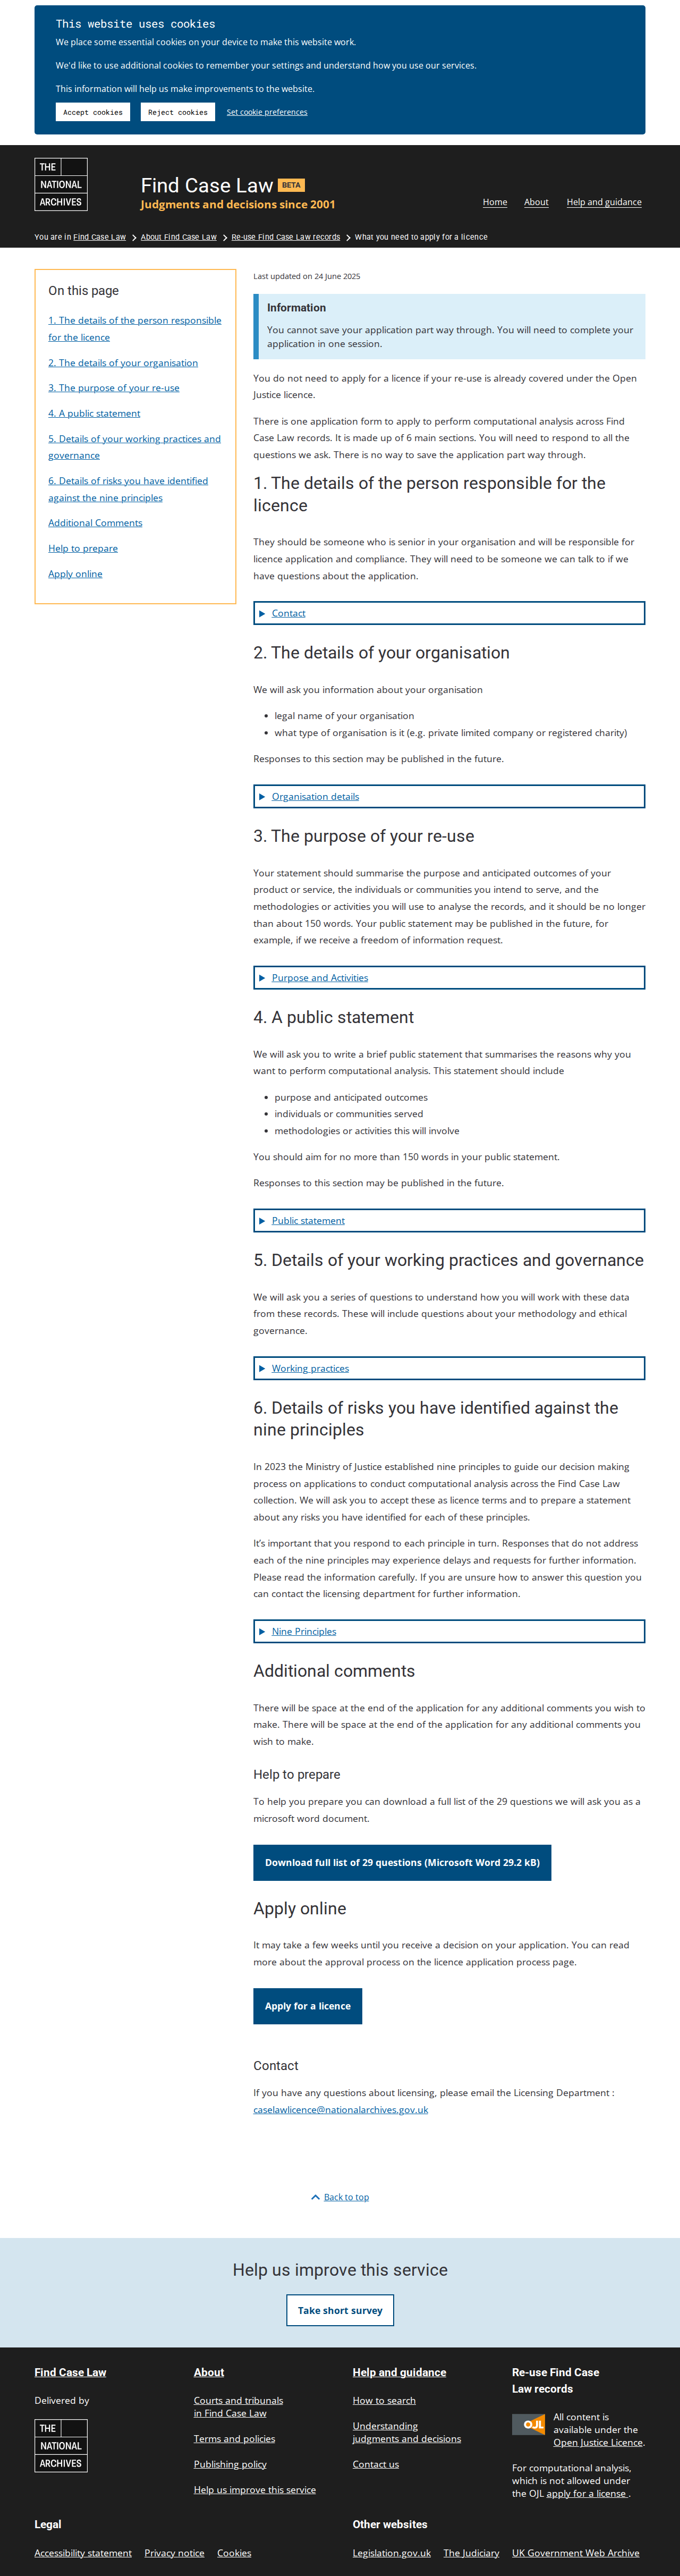 This website uses cookies
We place some essential cookies on your device to make this website work.
We'd like to use additional cookies to remember your settings and understand how you use our services.
This information will help us make improvements to the website.
Accept cookies
Reject cookies
Set cookie preferences
THE
NATIONAL
ARCHIVES
Find Case Law BETA
Judgments and decisions since 2001
Home
About
Help and guidance
You are in Find Case Law > About Find Case Law > Re-use Find Case Law records > What you need to apply for a licence
On this page
1. The details of the person responsible
for the licence
2. The details of your organisation
3. The purpose of your re-use
4. A public statement
5. Details of your working practices and
governance
6. Details of risks you have identified
against the nine principles
Additional Comments
Help to prepare
Apply online
Last updated on 24 June 2025
Information
You cannot save your application part way through. You will need to complete your
application in one session.
You do not need to apply for a licence if your re-use is already covered under the Open
Justice licence.
There is one application form to apply to perform computational analysis across Find
Case Law records. It is made up of 6 main sections. You will need to respond to all the
questions we ask. There is no way to save the application part way through.
1. The details of the person responsible for the
licence
They should be someone who is senior in your organisation and will be responsible for
licence application and compliance. They will need to be someone we can talk to if we
have questions about the application.
Contact
2. The details of your organisation
We will ask you information about your organisation
• legal name of your organisation
• what type of organisation is it (e.g. private limited company or registered charity)
Responses to this section may be published in the future.
Organisation details
3. The purpose of your re-use
Your statement should summarise the purpose and anticipated outcomes of your
product or service, the individuals or communities you intend to serve, and the
methodologies or activities you will use to analyse the records, and it should be no longer
than about 150 words. Your public statement may be published in the future, for
example, if we receive a freedom of information request.
Purpose and Activities
4. A public statement
We will ask you to write a brief public statement that summarises the reasons why you
want to perform computational analysis. This statement should include
• purpose and anticipated outcomes
• individuals or communities served
• methodologies or activities this will involve
You should aim for no more than 150 words in your public statement.
Responses to this section may be published in the future.
Public statement
5. Details of your working practices and governance
We will ask you a series of questions to understand how you will work with these data
from these records. These will include questions about your methodology and ethical
governance.
Working practices
6. Details of risks you have identified against the
nine principles
In 2023 the Ministry of Justice established nine principles to guide our decision making
process on applications to conduct computational analysis across the Find Case Law
collection. We will ask you to accept these as licence terms and to prepare a statement
about any risks you have identified for each of these principles.
It's important that you respond to each principle in turn. Responses that do not address
each of the nine principles may experience delays and requests for further information.
Please read the information carefully. If you are unsure how to answer this question you
can contact the licensing department for further information.
Nine Principles
Additional comments
There will be space at the end of the application for any additional comments you wish to
make. There will be space at the end of the application for any additional comments you
wish to make.
Help to prepare
To help you prepare you can download a full list of the 29 questions we will ask you as a
microsoft word document.
Download full list of 29 questions (Microsoft Word 29.2 kB)
Apply online
It may take a few weeks until you receive a decision on your application. You can read
more about the approval process on the licence application process page.
Apply for a licence
Contact
If you have any questions about licensing, please email the Licensing Department :
caselawlicence@nationalarchives.gov.uk
Back to top
Help us improve this service
Take short survey
Find Case Law
Delivered by
THE
NATIONAL
ARCHIVES
About
Courts and tribunals
in Find Case Law
Terms and policies
Publishing policy
Help us improve this service
Help and guidance
How to search
Understanding
judgments and decisions
Contact us
Re-use Find Case
Law records
OJL
All content is
available under the
Open Justice Licence.
For computational analysis,
which is not allowed under
the OJL apply for a license .
Legal
Accessibility statement
Privacy notice
Cookies
Other websites
Legislation.gov.uk
The Judiciary
UK Government Web Archive